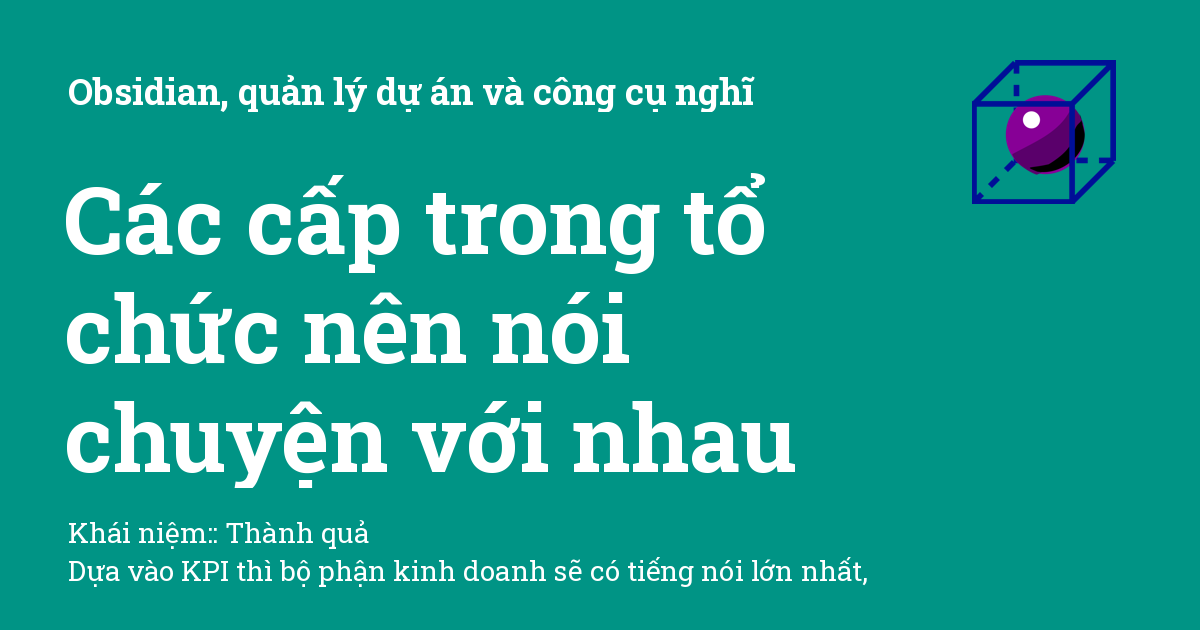 Obsidian, quản lý dự án và công cụ nghĩ
Các cấp trong tổ
chức nên nói
chuyện với nhau
Khái niệm:: Thành quả
Dựa vào KPI thì bộ phận kinh doanh sẽ có tiếng nói lớn nhất,